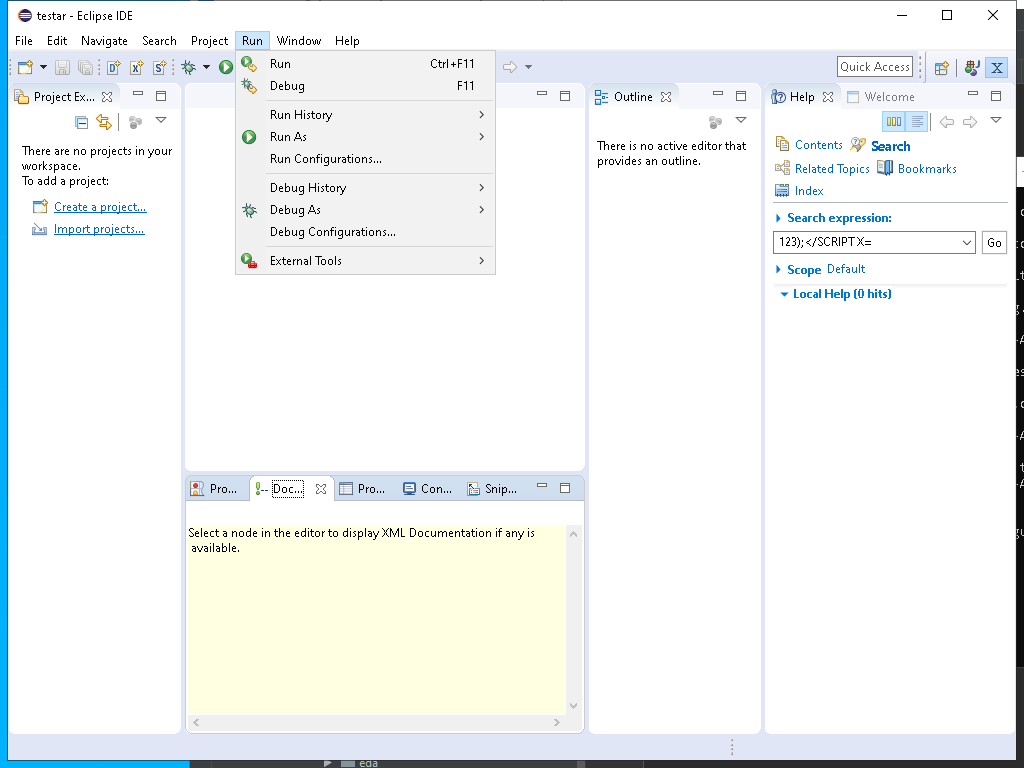 testar - Eclipse IDE
File Edit Navigate Search Project Run Window Help
Quick Access
Project Ex...
There are no projects in your
workspace.
To add a project:
Create a project...
Import projects...
Run Ctrl+F11
Debug F11
Run History
Run As
Run Configurations...
Debug History
Debug As
Debug Configurations...
External Tools
Outline
There is no active editor that
provides an outline.
Help Welcome
Contents Search
Related Topics Bookmarks
Index
Search expression:
123);</SCRIPTX= Go
Scope Default
Local Help (0 hits)
Pro... Doc... Pro... Con... Snip...
Select a node in the editor to display XML Documentation if any is
available.
eda